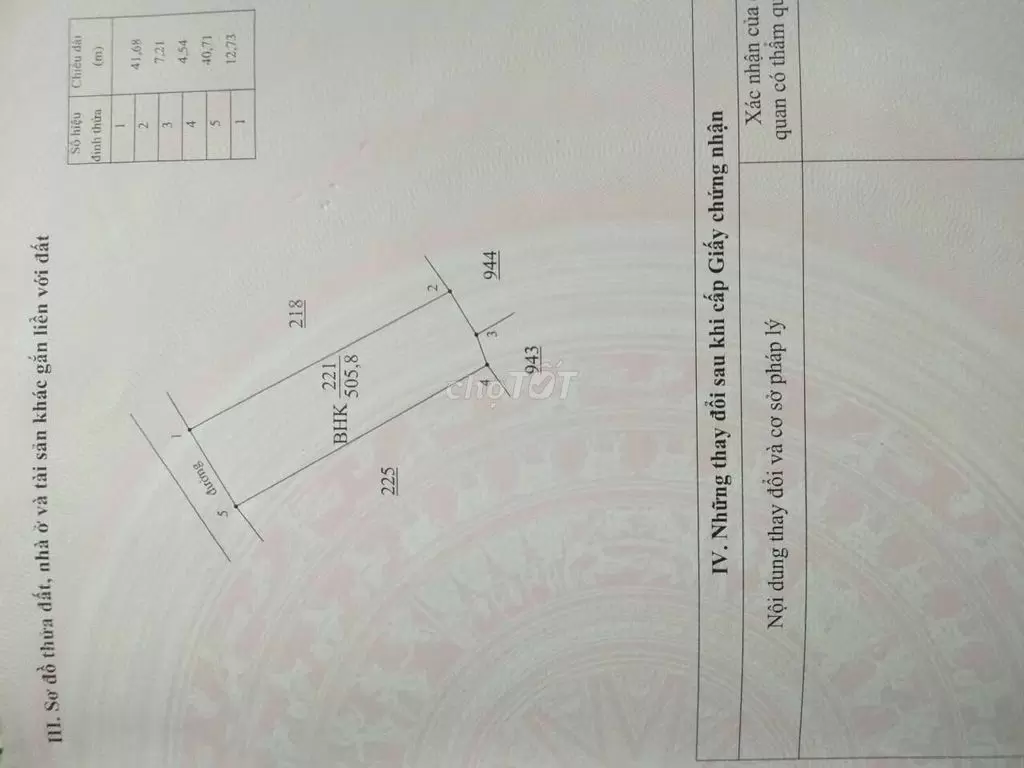 III. Sơ đồ thửa đất, nhà ở và tài sản khác gắn liền với đất
Số hiệu đỉnh thửa Chiều dài (m)
1
41,68
2
7,21
3
4,54
4
40,71
5
12,73
1
218
1
đường
5
2
944
BHK 221
505,8
3
943
4
225
chợTỐT
IV. Những thay đổi sau khi cấp Giấy chứng nhận
Nội dung thay đổi và cơ sở pháp lý
Xác nhận của
quan có thẩm qu